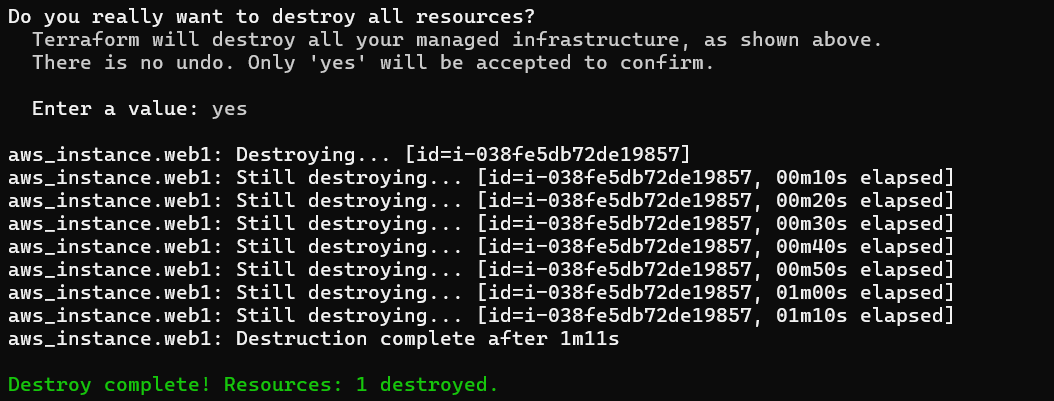 Do you really want to destroy all resources?
Terraform will destroy all your managed infrastructure, as shown above.
There is no undo. Only 'yes' will be accepted to confirm.
Enter a value: yes
aws_instance.web1: Destroying... [id=i-038fe5db72de19857]
aws_instance.web1: Still destroying... [id=i-038fe5db72de19857, 00m10s elapsed]
aws_instance.web1: Still destroying... [id=i-038fe5db72de19857, 00m20s elapsed]
aws_instance.web1: Still destroying... [id=i-038fe5db72de19857, 00m30s elapsed]
aws_instance.web1: Still destroying... [id=i-038fe5db72de19857, 00m40s elapsed]
aws_instance.web1: Still destroying... [id=i-038fe5db72de19857, 00m50s elapsed]
aws_instance.web1: Still destroying... [id=i-038fe5db72de19857, 01m00s elapsed]
aws_instance.web1: Still destroying... [id=i-038fe5db72de19857, 01m10s elapsed]
aws_instance.web1: Destruction complete after 1m11s
Destroy complete! Resources: 1 destroyed.